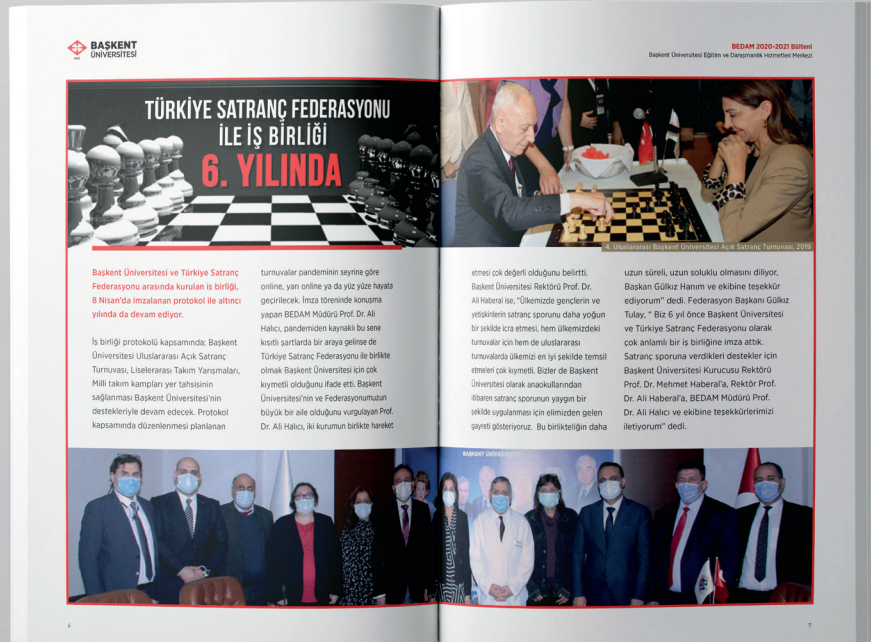 BAŞKENT
ÜNİVERSİTESİ
BEDAM 2020-2021 Bülteni
Başkent Üniversitesi Eğitim ve Danışmanlık Hizmetleri Merkezi
TÜRKİYE SATRANÇ FEDERASYONU
İLE İŞ BİRLİĞİ
6. YILINDA
4. Uluslararası Başkent Üniversitesi Açık Satranç Turnuvası, 2019
Başkent Üniversitesi ve Türkiye Satranç
Federasyonu arasında kurulan iş birliği,
8 Nisan'da imzalanan protokol ile altıncı
yılında da devam ediyor.
İş birliği protokolü kapsamında; Başkent
Üniversitesi Uluslararası Açık Satranç
Turnuvası, Liselerarası Takım Yarışmaları,
Milli takım kampları yer tahsisinin
sağlanması Başkent Üniversitesi'nin
destekleriyle devam edecek. Protokol
kapsamında düzenlenmesi planlanan
turnuvalar pandeminin seyrine göre
online, yarı online ya da yüz yüze hayata
geçirilecek. İmza töreninde konuşma
yapan BEDAM Müdürü Prof. Dr. Ali
Halıcı, pandemiden kaynaklı bu sene
kısıtlı şartlarda bir araya gelinse de
Türkiye Satranç Federasyonu ile birlikte
olmak Başkent Üniversitesi için çok
kıymetli olduğunu ifade etti. Başkent
Üniversitesi'nin ve Federasyonumuzun
büyük bir aile olduğunu vurgulayan Prof.
Dr. Ali Halıcı, iki kurumun birlikte hareket
etmesi çok değerli olduğunu belirtti.
Başkent Üniversitesi Rektörü Prof. Dr.
Ali Haberal ise, "Ülkemizde gençlerin ve
yetişkinlerin satranç sporunu daha yoğun
bir şekilde icra etmesi, hem ülkemizdeki
turnuvalar için hem de uluslararası
turnuvalarda ülkemizi en iyi şekilde temsil
etmeleri çok kıymetli. Bizler de Başkent
Üniversitesi olarak anaokullarından
itibaren satranç sporunun yaygın bir
şekilde uygulanması için elimizden gelen
gayreti gösteriyoruz. Bu birlikteliğin daha
uzun süreli, uzun soluklu olmasını diliyor,
Başkan Gülkız Hanım ve ekibine teşekkür
ediyorum" dedi. Federasyon Başkanı Gülkız
Tulay, " Biz 6 yıl önce Başkent Üniversitesi
ve Türkiye Satranç Federasyonu olarak
çok anlamlı bir iş birliğine imza attık.
Satranç sporuna verdikleri destekler için
Başkent Üniversitesi Kurucusu Rektörü
Prof. Dr. Mehmet Haberal'a, Rektör Prof.
Dr. Ali Haberal'a, BEDAM Müdürü Prof.
Dr. Ali Halıcı ve ekibine teşekkürlerimizi
iletiyorum" dedi.
BAŞKENT ÜNİVERSİ
6
7